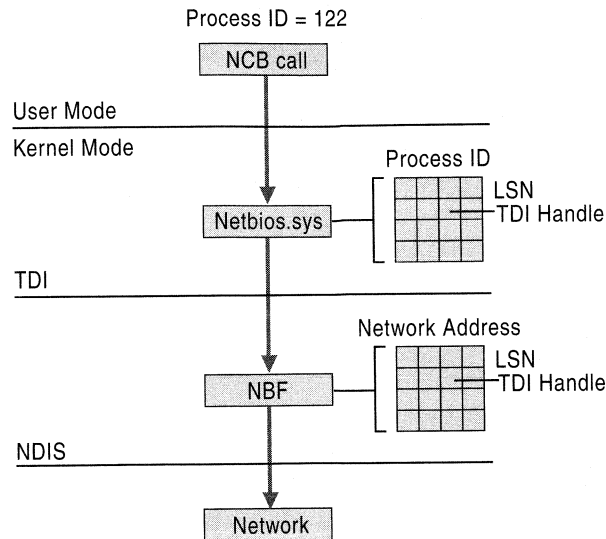 Process ID = 122
NCB call
User Mode
Kernel Mode
Process ID
LSN
TDI Handle
Netbios.sys
TDI
Network Address
LSN
TDI Handle
NBF
NDIS
Network